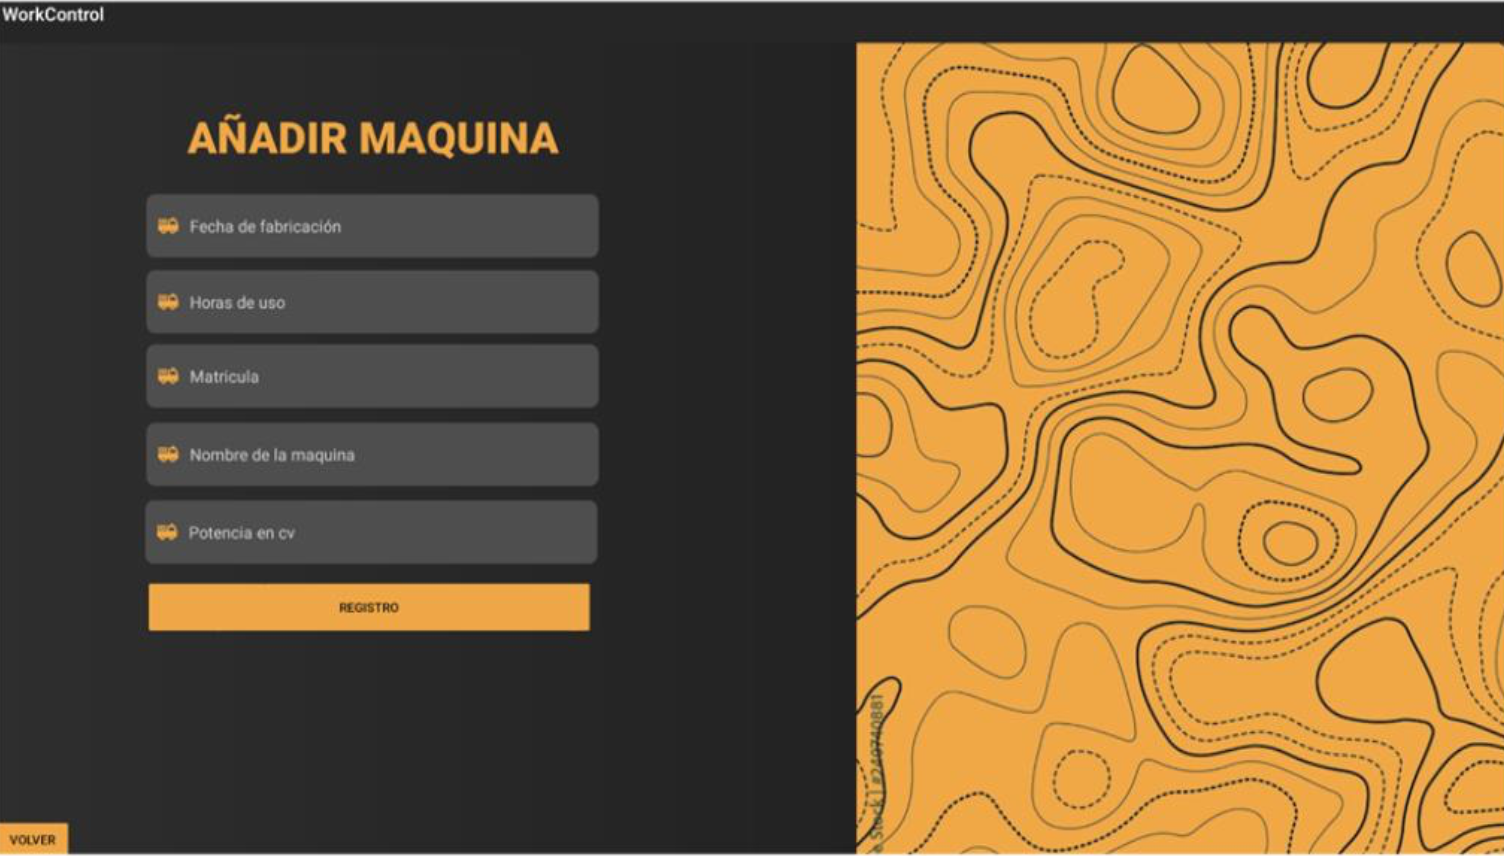 WorkControl
AÑADIR MAQUINA
Fecha de fabricación
Horas de uso
Matricula
Nombre de la maquina
Potencia en cv
REGISTRO
VOLVER
Stock | #240740881